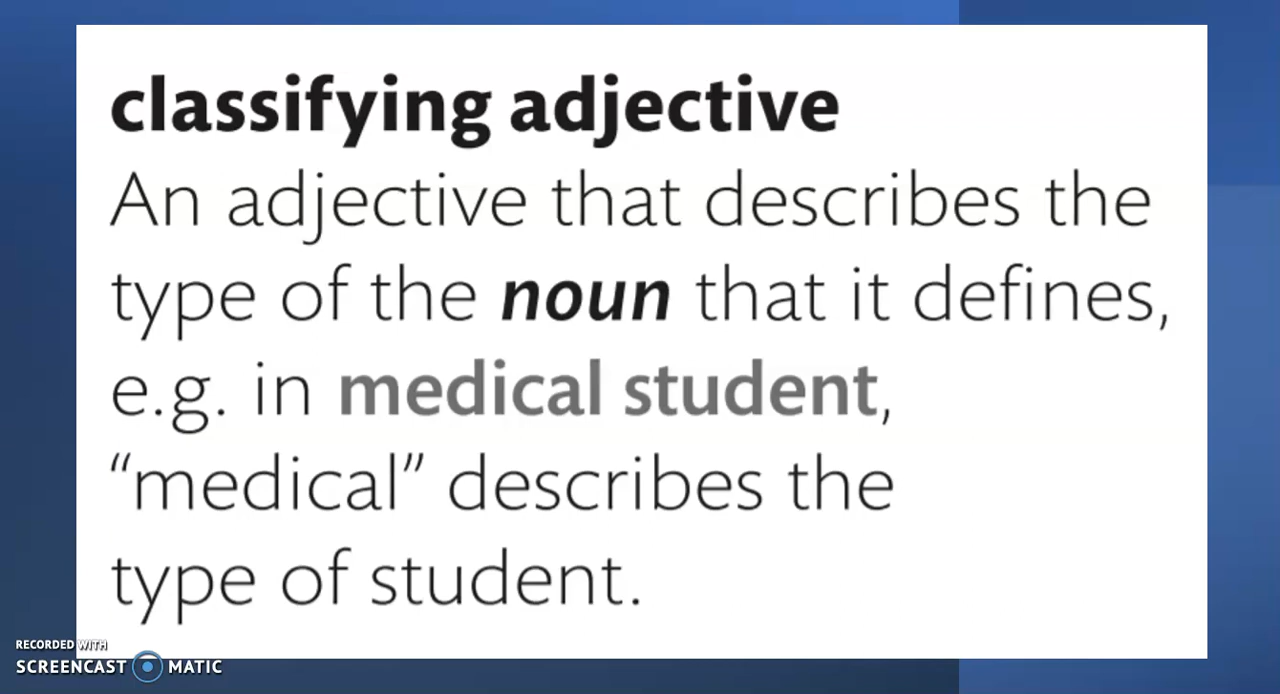 classifying adjective
An adjective that describes the
type of the noun that it defines,
e.g. in medical student,
“medical” describes the
type of student.
RECORDED WITH
SCREENCAST MATIC